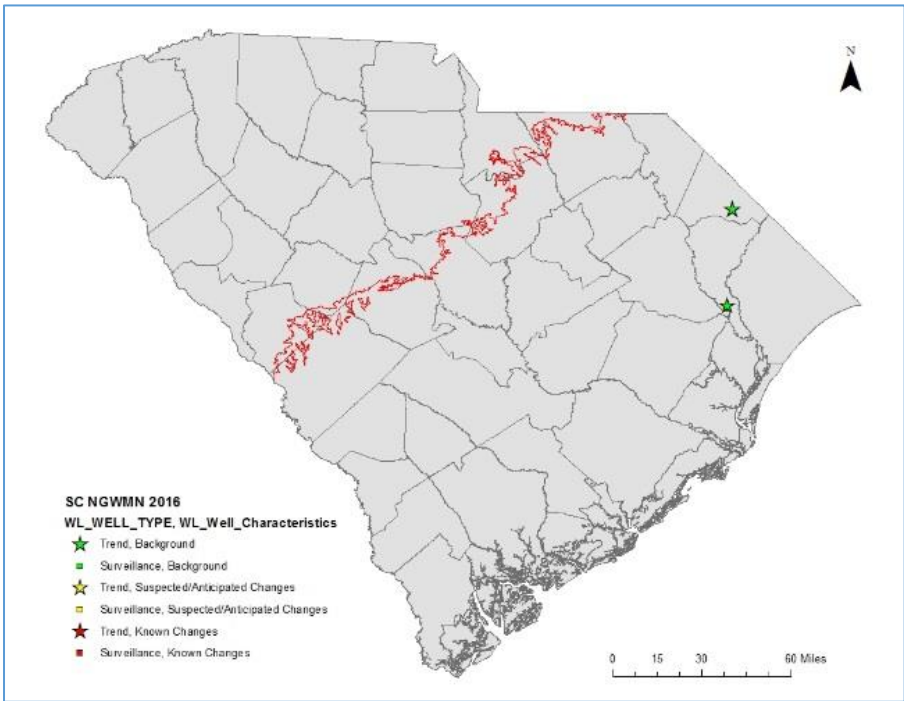 N
SC NGWMN 2016
WL_WELL_TYPE, WL_Well_Characteristics
Trend, Background
Surveillance, Background
Trend, Suspected/Anticipated Changes
Surveillance, Suspected/Anticipated Changes
Trend, Known Changes
Surveillance, Known Changes
0 15 30 60 Miles